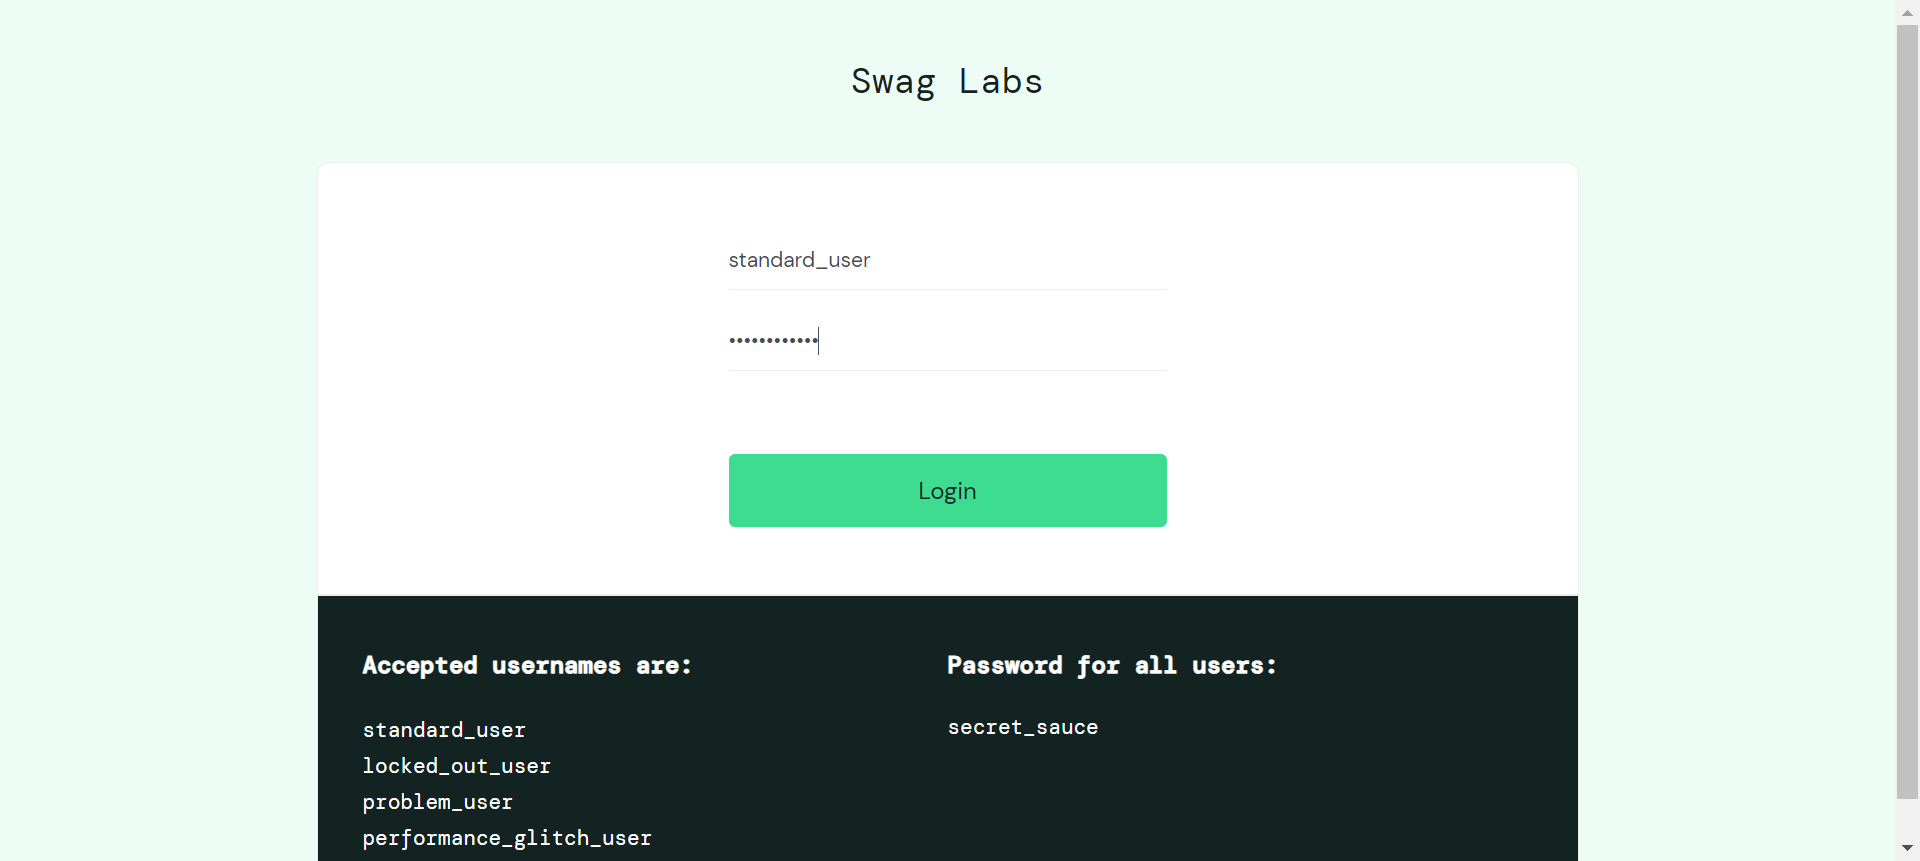 Swag Labs
standard_user
••••••••••••
Login
Accepted usernames are:
standard_user
locked_out_user
problem_user
performance_glitch_user
Password for all users:
secret_sauce